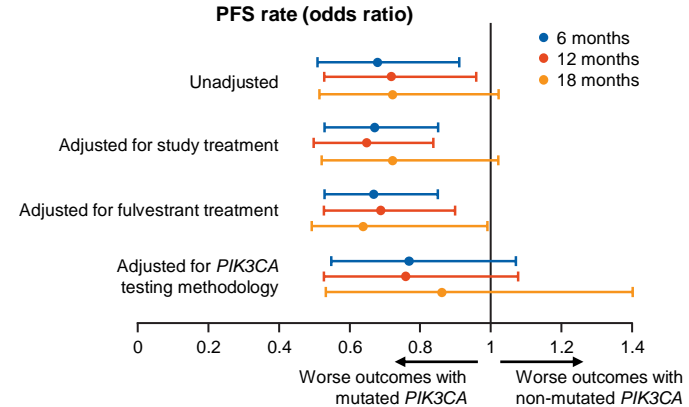 PFS rate (odds ratio)
6 months
12 months
18 months
Unadjusted
Adjusted for study treatment
Adjusted for fulvestrant treatment
Adjusted for PIK3CA
testing methodology
0 0.2 0.4 0.6 0.8 1 1.2 1.4
Worse outcomes with
mutated PIK3CA
Worse outcomes with
non-mutated PIK3CA